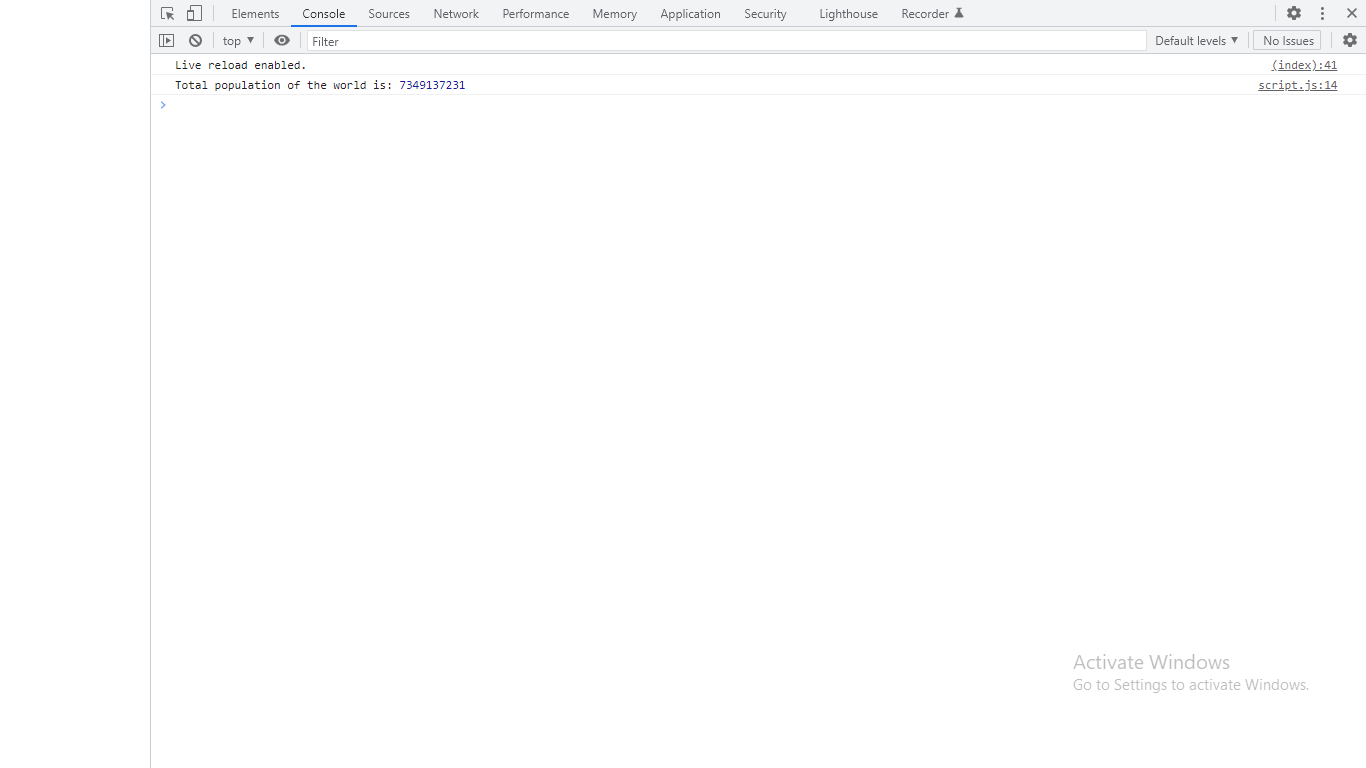 Elements Console Sources Network Performance Memory Application Security Lighthouse Recorder
top Filter Default levels No Issues
Live reload enabled. (index):41
Total population of the world is: 7349137231 script.js:14
Activate Windows
Go to Settings to activate Windows.